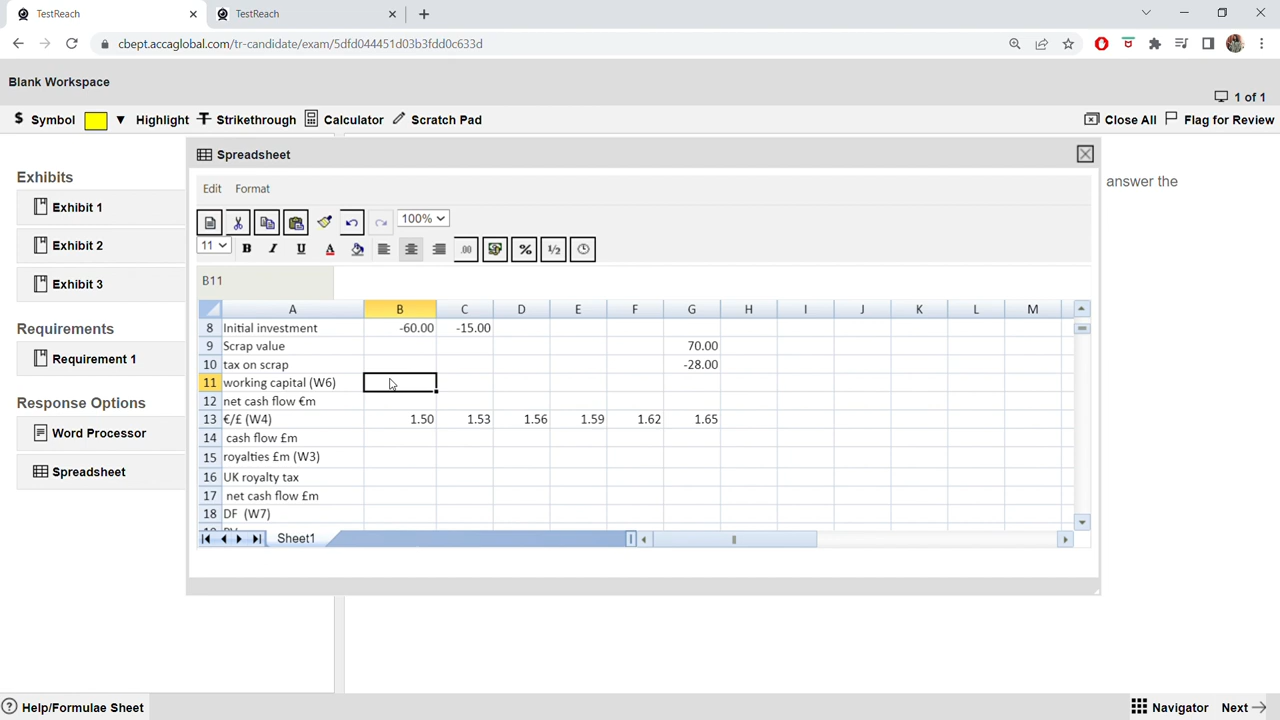 TestReach
TestReach
cbept.accaglobal.com/tr-candidate/exam/5dfd044451d03b3fdd0c633d
Blank Workspace
1 of 1
$ Symbol Highlight Strikethrough Calculator Scratch Pad Close All Flag for Review
Exhibits
Exhibit 1
Exhibit 2
Exhibit 3
Requirements
Requirement 1
Response Options
Word Processor
Spreadsheet
answer the
Spreadsheet
Edit Format
100%
11 B I U A .00 % 1/2
B11
A B C D E F G H I J K L M
8 Initial investment -60.00 -15.00
9 Scrap value 70.00
10 tax on scrap -28.00
11 working capital (W6)
12 net cash flow €m
13 €/£ (W4) 1.50 1.53 1.56 1.59 1.62 1.65
14 cash flow £m
15 royalties £m (W3)
16 UK royalty tax
17 net cash flow £m
18 DF (W7)
Sheet1
Help/Formulae Sheet
Navigator Next